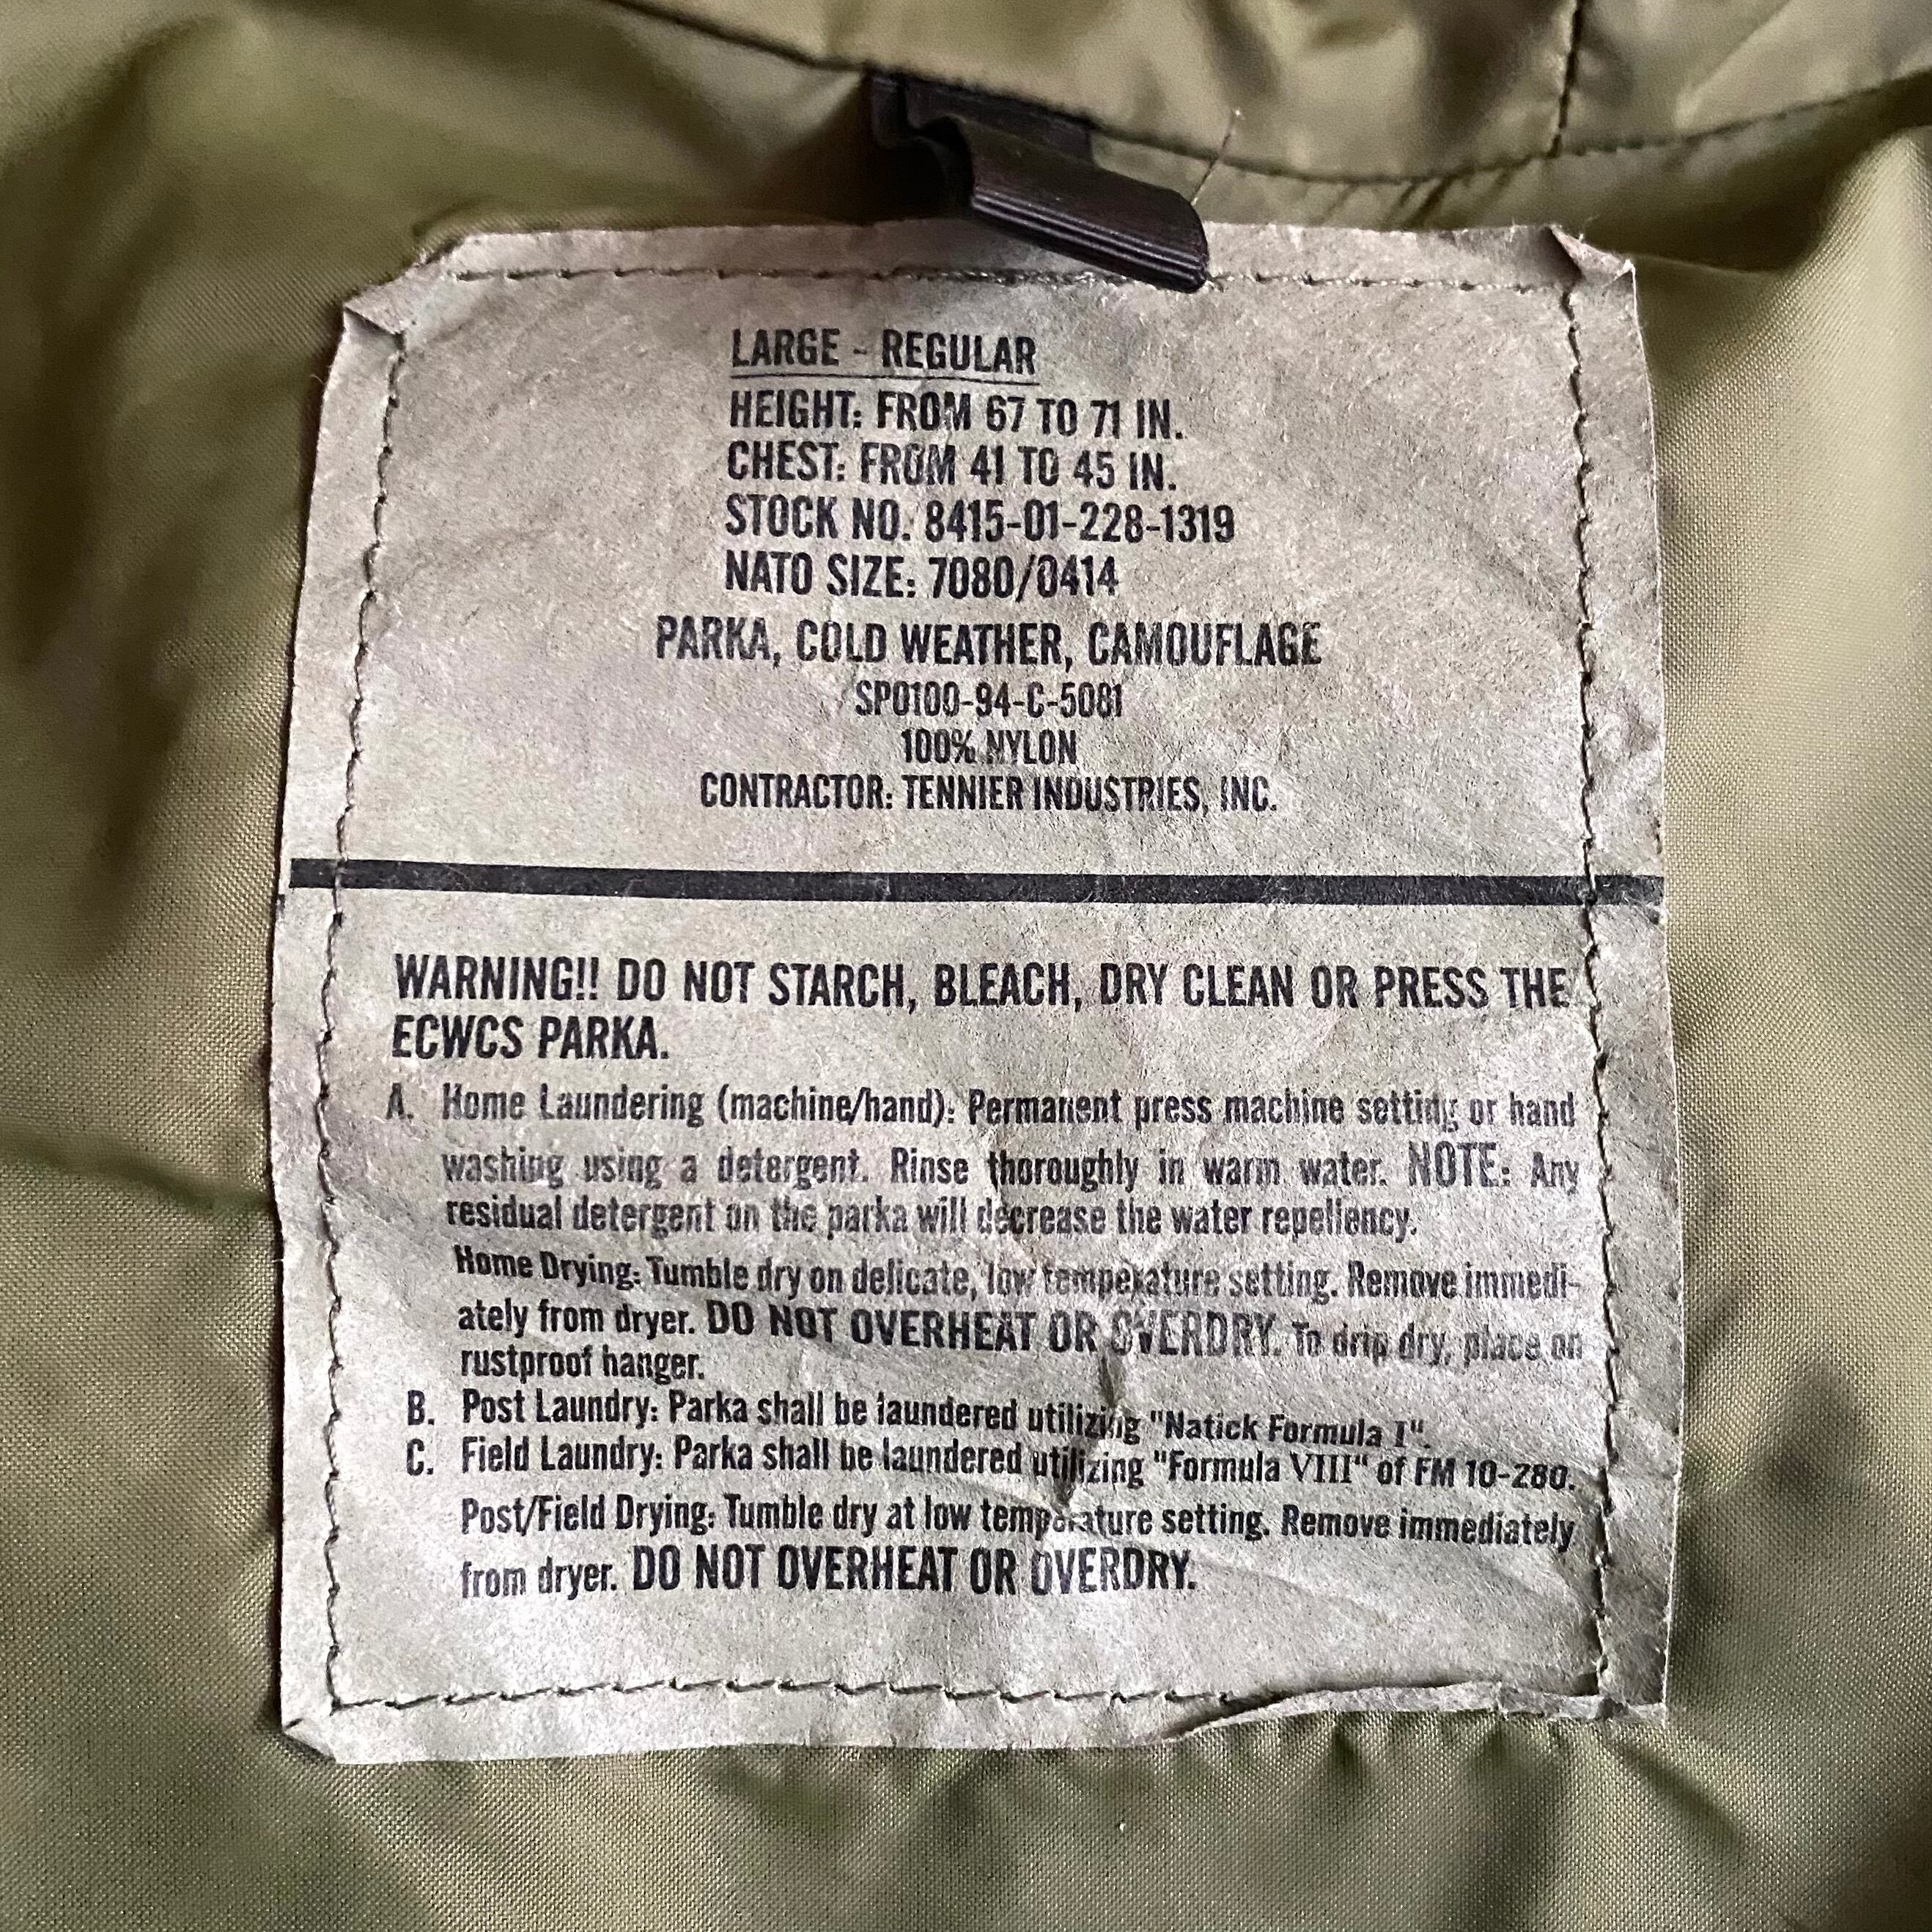 LARGE - REGULAR
HEIGHT: FROM 67 TO 71 IN.
CHEST: FROM 41 TO 45 IN.
STOCK NO. 8415-01-228-1319
NATO SIZE: 7080/0414
PARKA, COLD WEATHER, CAMOUFLAGE
SPO100-94-C-5081
100% NYLON
CONTRACTOR: TENNIER INDUSTRIES, INC.
WARNING!! DO NOT STARCH, BLEACH, DRY CLEAN OR PRESS THE
ECWCS PARKA.
A. Home Laundering (machine/hand): Permanent press machine setting or hand
washing using a detergent. Rinse thoroughly in warm water. NOTE: Any
residual detergent on the parka will decrease the water repellency.
Home Drying: Tumble dry on delicate, low temperature setting. Remove immedi-
ately from dryer. DO NOT OVERHEAT OR OVERDRY. To drip dry, place on
rustproof hanger.
B. Post Laundry: Parka shall be laundered utilizing "Natick Formula I".
C. Field Laundry: Parka shall be laundered utilizing "Formula VIII" of FM 10-280.
Post/Field Drying: Tumble dry at low temperature setting. Remove immediately
from dryer. DO NOT OVERHEAT OR OVERDRY.